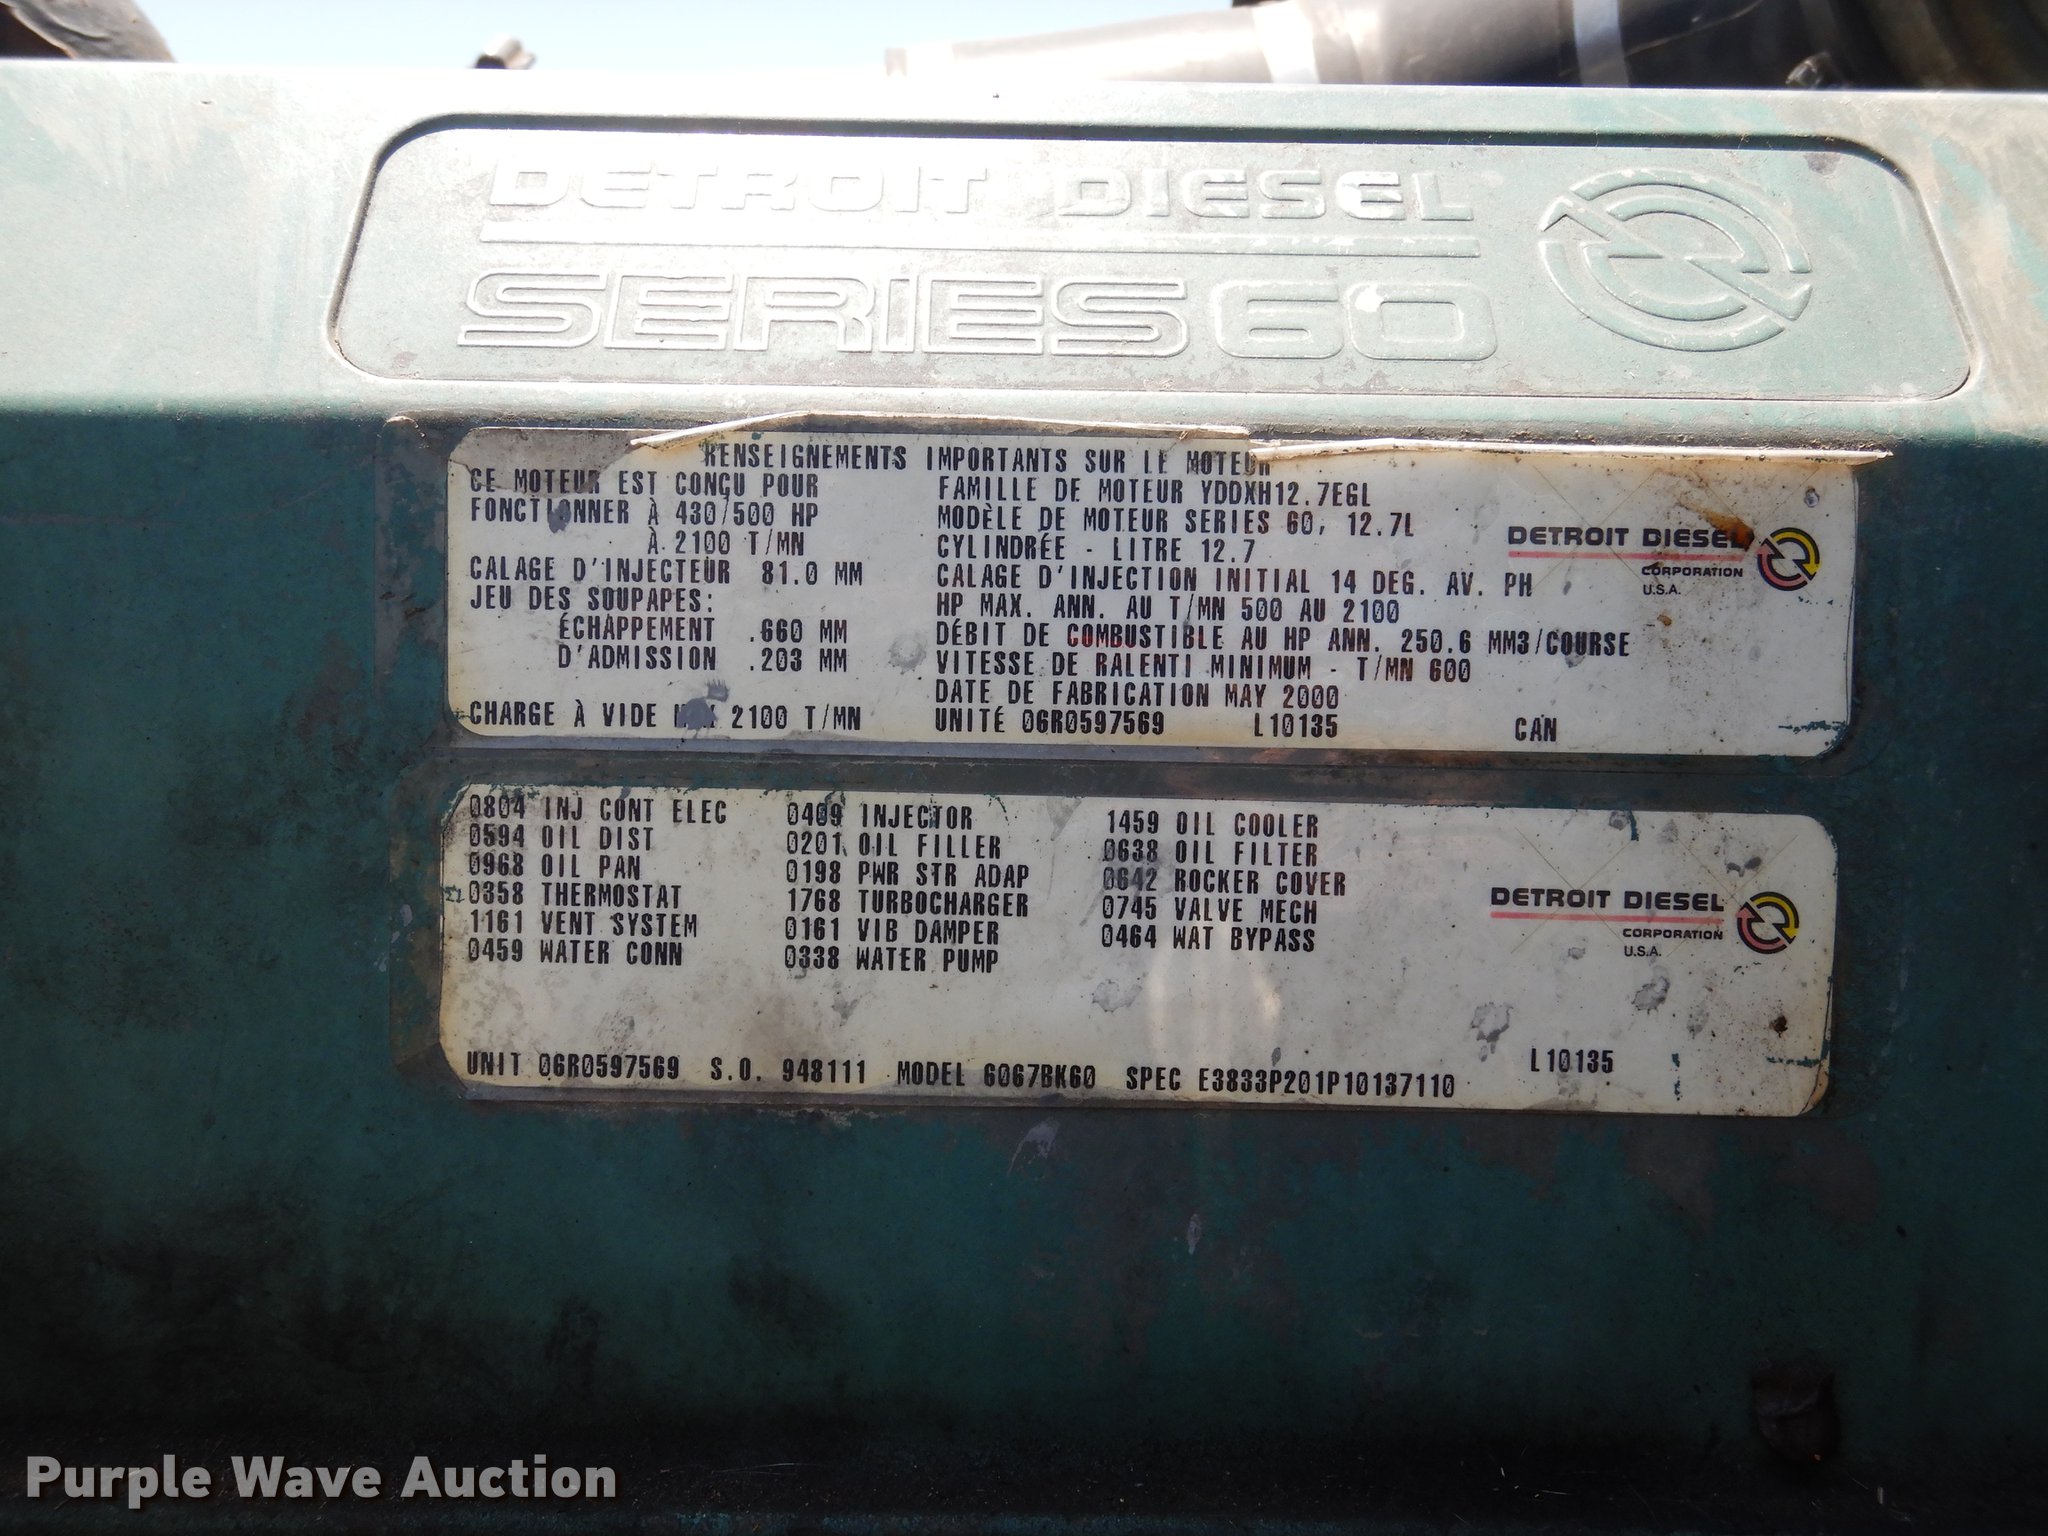 DETROIT DIESEL
SERIES 60
RENSEIGNEMENTS IMPORTANTS SUR LE MOTEUR
CE MOTEUR EST CONÇU POUR
FONCTIONNER À 430/500 HP
À 2100 T/MN
CALAGE D'INJECTEUR 81.0 MM
JEU DES SOUPAPES:
ÉCHAPPEMENT .660 MM
D'ADMISSION .203 MM
CHARGE À VIDE 2100 T/MN
FAMILLE DE MOTEUR YDDXH12.7EGL
MODÈLE DE MOTEUR SERIES 60, 12.7L
CYLINDRÉE - LITRE 12.7
CALAGE D'INJECTION INITIAL 14 DEG. AV. PH
HP MAX. ANN. AU T/MN 500 AU 2100
DÉBIT DE COMBUSTIBLE AU HP ANN. 250.6 MM3/COURSE
VITESSE DE RALENTI MINIMUM - T/MN 600
DATE DE FABRICATION MAY 2000
UNITÉ 06R0597569 L10135 CAN
DETROIT DIESEL
CORPORATION
U.S.A.
0804 INJ CONT ELEC
0594 OIL DIST
0968 OIL PAN
0358 THERMOSTAT
1161 VENT SYSTEM
0459 WATER CONN
0409 INJECTOR
0201 OIL FILLER
0198 PWR STR ADAP
1768 TURBOCHARGER
0161 VIB DAMPER
0338 WATER PUMP
1459 OIL COOLER
0638 OIL FILTER
0642 ROCKER COVER
0745 VALVE MECH
0464 WAT BYPASS
DETROIT DIESEL
CORPORATION
U.S.A.
UNIT 06R0597569 S.O. 948111 MODEL 6067BK60 SPEC E3833P201P10137110 L10135
Purple Wave Auction